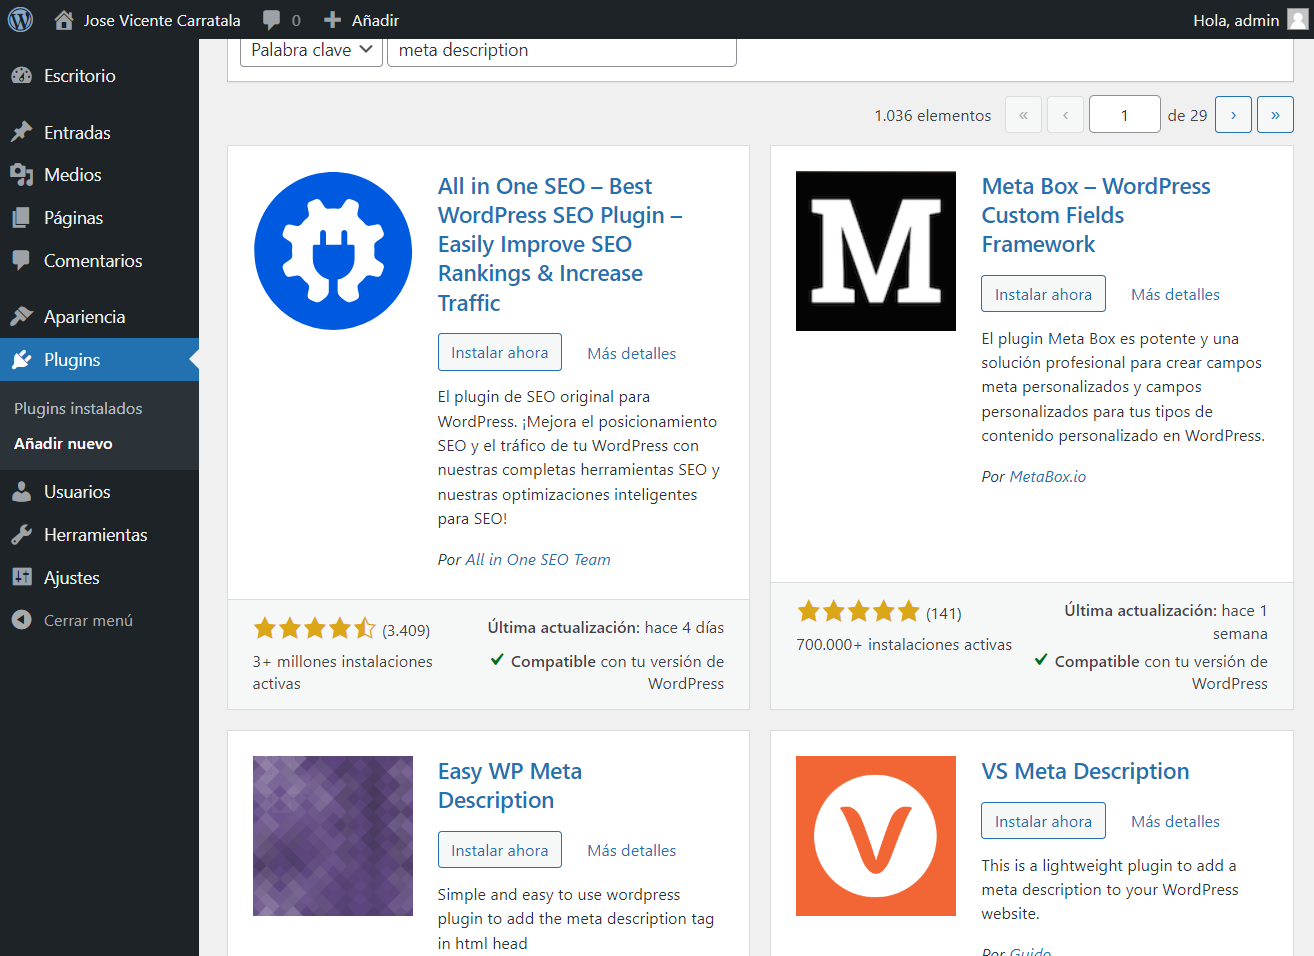 Jose Vicente Carratala
0
Añadir
Hola, admin
Escritorio
Entradas
Medios
Páginas
Comentarios
Apariencia
Plugins
Plugins instalados
Añadir nuevo
Usuarios
Herramientas
Ajustes
Cerrar menú
Palabra clave
meta description
1.036 elementos
«
‹
1
de 29
›
»
All in One SEO – Best
WordPress SEO Plugin –
Easily Improve SEO
Rankings & Increase
Traffic
Instalar ahora
Más detalles
El plugin de SEO original para
WordPress. ¡Mejora el posicionamiento
SEO y el tráfico de tu WordPress con
nuestras completas herramientas SEO y
nuestras optimizaciones inteligentes
para SEO!
Por All in One SEO Team
(3.409)
3+ millones instalaciones
activas
Última actualización: hace 4 días
Compatible con tu versión de
WordPress
M
Meta Box – WordPress
Custom Fields
Framework
Instalar ahora
Más detalles
El plugin Meta Box es potente y una
solución profesional para crear campos
meta personalizados y campos
personalizados para tus tipos de
contenido personalizado en WordPress.
Por MetaBox.io
(141)
700.000+ instalaciones activas
Última actualización: hace 1
semana
Compatible con tu versión de
WordPress
Easy WP Meta
Description
Instalar ahora
Más detalles
Simple and easy to use wordpress
plugin to add the meta description tag
in html head
V
VS Meta Description
Instalar ahora
Más detalles
This is a lightweight plugin to add a
meta description to your WordPress
website.
Por Guido